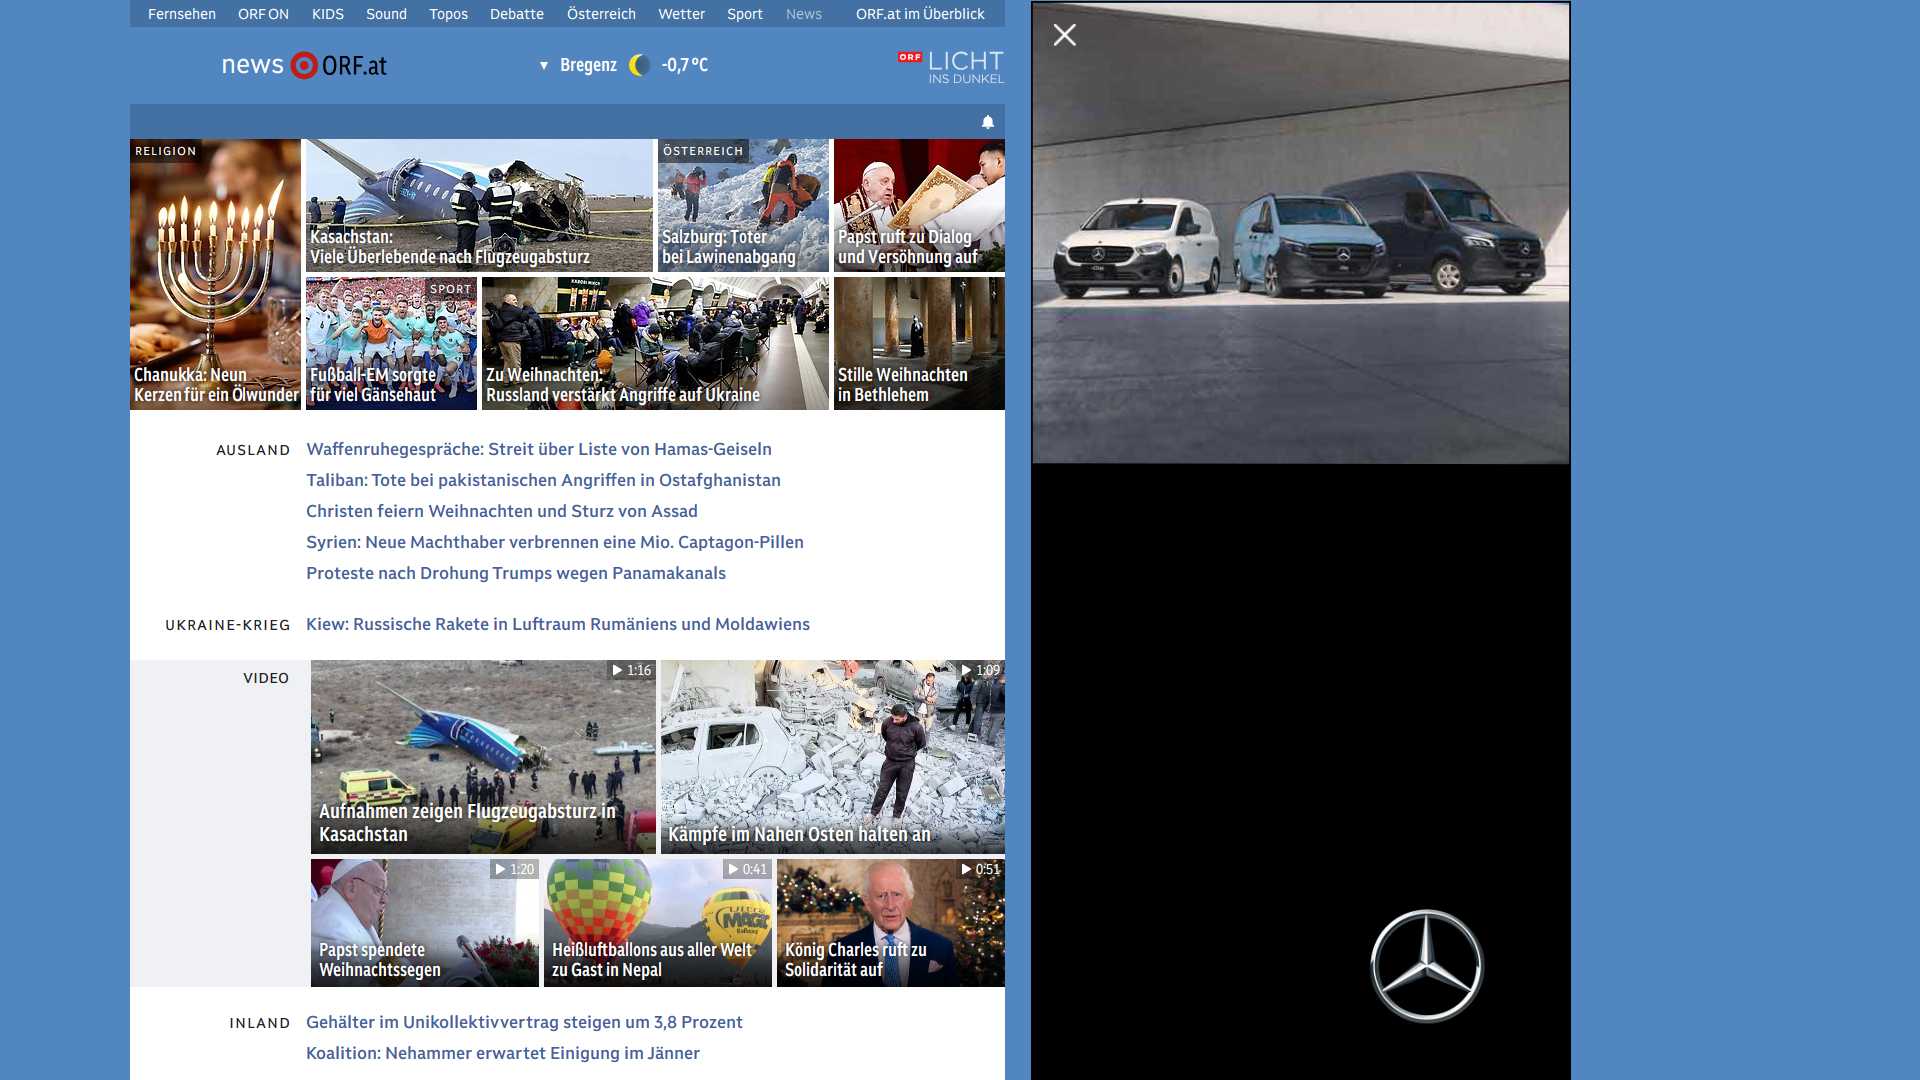 Fernsehen ORF ON KIDS Sound Topos Debatte Österreich Wetter Sport News ORF.at im Überblick
news ORF.at
Bregenz -0,7 °C
ORF LICHT
INS DUNKEL
RELIGION
Chanukka: Neun
Kerzen für ein Ölwunder
Kasachstan:
Viele Überlebende nach Flugzeugabsturz
ÖSTERREICH
Salzburg: Toter
bei Lawinenabgang
Papst ruft zu Dialog
und Versöhnung auf
SPORT
Fußball-EM sorgte
für viel Gänsehaut
Zu Weihnachten:
Russland verstärkt Angriffe auf Ukraine
Stille Weihnachten
in Bethlehem
AUSLAND
Waffenruhegespräche: Streit über Liste von Hamas-Geiseln
Taliban: Tote bei pakistanischen Angriffen in Ostafghanistan
Christen feiern Weihnachten und Sturz von Assad
Syrien: Neue Machthaber verbrennen eine Mio. Captagon-Pillen
Proteste nach Drohung Trumps wegen Panamakanals
UKRAINE-KRIEG
Kiew: Russische Rakete in Luftraum Rumäniens und Moldawiens
VIDEO
1:16
Aufnahmen zeigen Flugzeugabsturz in
Kasachstan
1:09
Kämpfe im Nahen Osten halten an
1:20
Papst spendete
Weihnachtssegen
0:41
MAGIC
Heißluftballons aus aller Welt
zu Gast in Nepal
0:51
König Charles ruft zu
Solidarität auf
INLAND
Gehälter im Unikollektivvertrag steigen um 3,8 Prozent
Koalition: Nehammer erwartet Einigung im Jänner